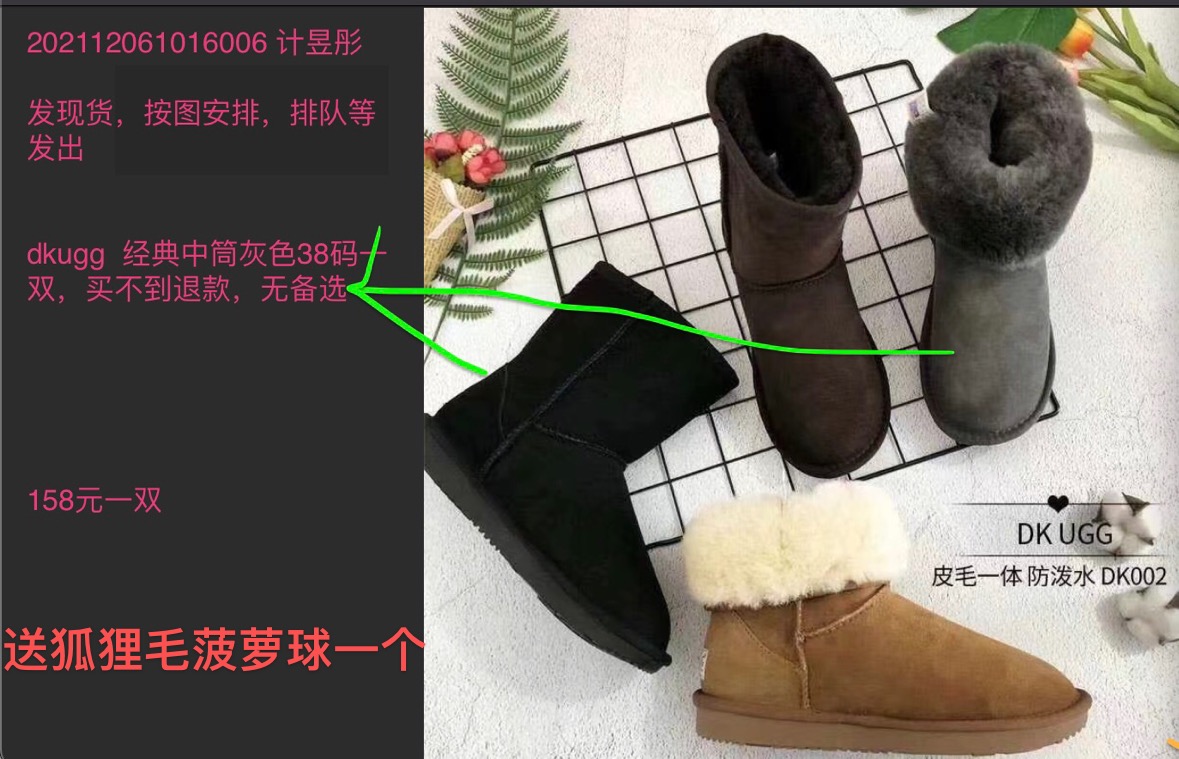 202112061016006 计昱彤
发现货，按图安排，排队等
发出
dkugg 经典中筒灰色38码一
双，买不到退款，无备选
158元一双
送狐狸毛菠萝球一个
DK UGG
皮毛一体 防泼水 DK002